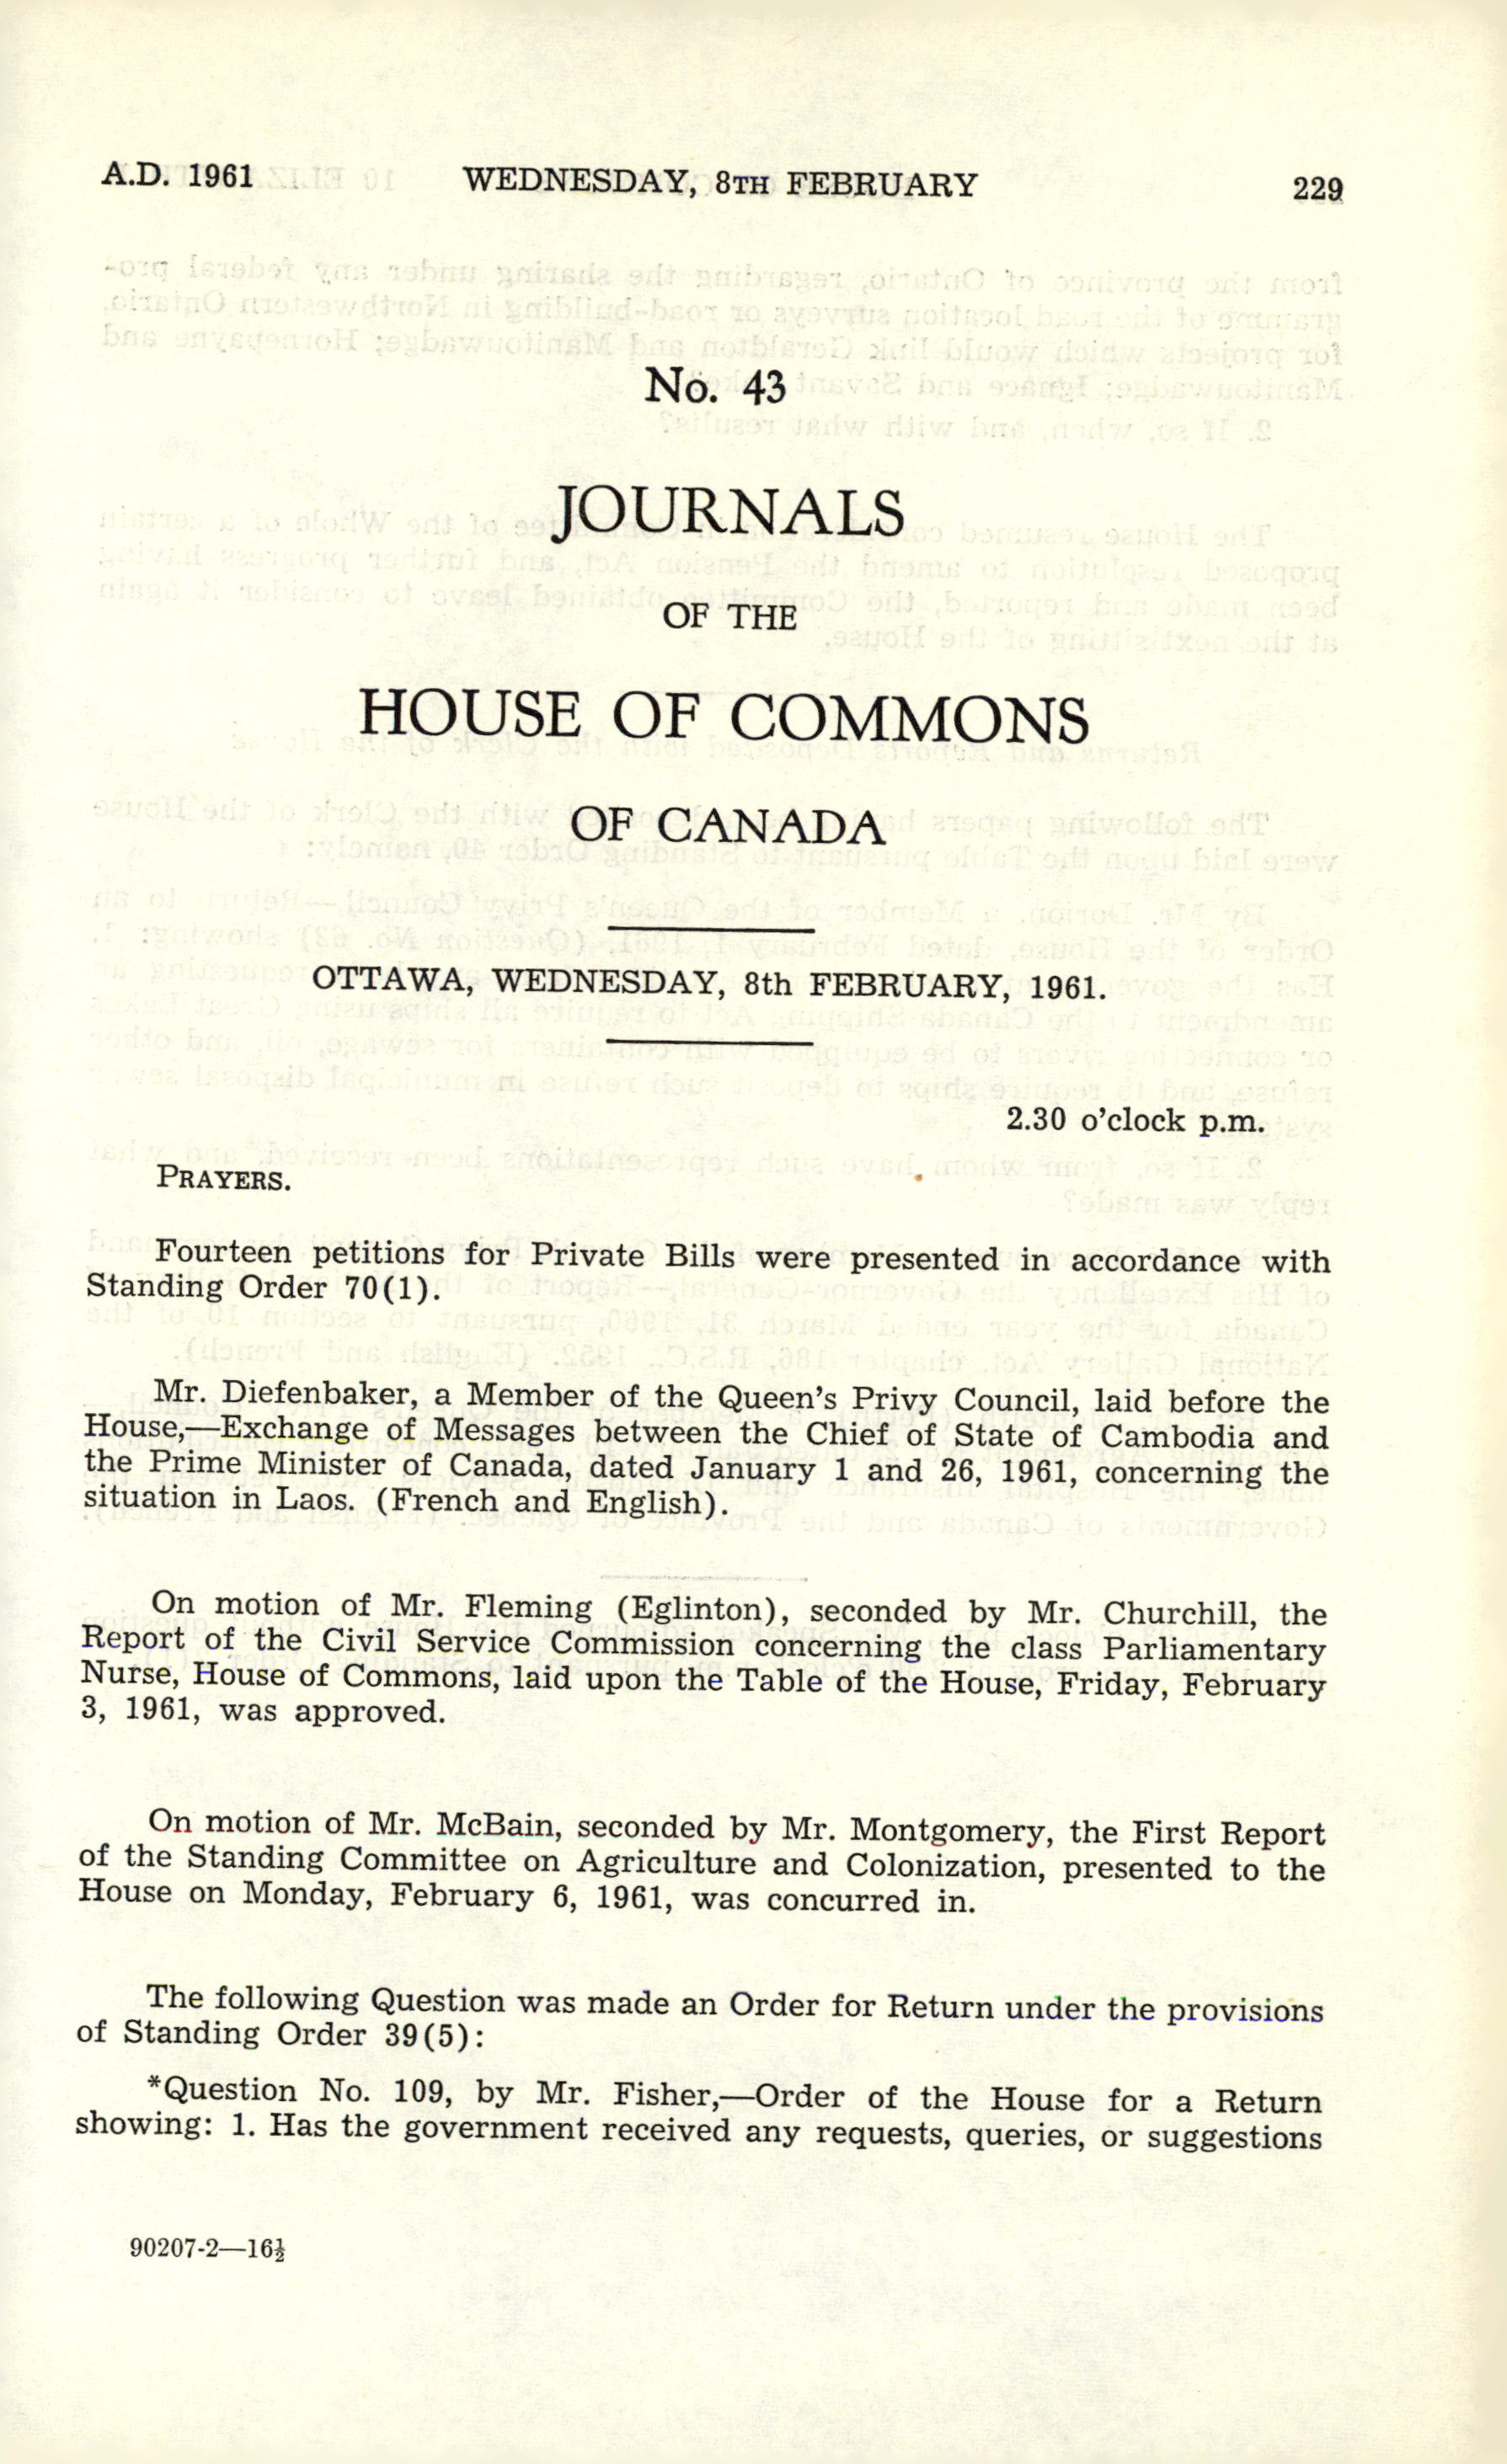 A.D. 1961 WEDNESDAY, 8TH FEBRUARY 229
No. 43
JOURNALS
OF THE
HOUSE OF COMMONS
OF CANADA
OTTAWA, WEDNESDAY, 8th FEBRUARY, 1961.
2.30 o’clock p.m.
PRAYERS.
Fourteen petitions for Private Bills were presented in accordance with
Standing Order 70(1).
Mr. Diefenbaker, a Member of the Queen’s Privy Council, laid before the
House,—Exchange of Messages between the Chief of State of Cambodia and
the Prime Minister of Canada, dated January 1 and 26, 1961, concerning the
situation in Laos. (French and English).
On motion of Mr. Fleming (Eglinton), seconded by Mr. Churchill, the
Report of the Civil Service Commission concerning the class Parliamentary
Nurse, House of Commons, laid upon the Table of the House, Friday, February
3, 1961, was approved.
On motion of Mr. McBain, seconded by Mr. Montgomery, the First Report
of the Standing Committee on Agriculture and Colonization, presented to the
House on Monday, February 6, 1961, was concurred in.
The following Question was made an Order for Return under the provisions
of Standing Order 39(5):
*Question No. 109, by Mr. Fisher,—Order of the House for a Return
showing: 1. Has the government received any requests, queries, or suggestions
90207-2—16½